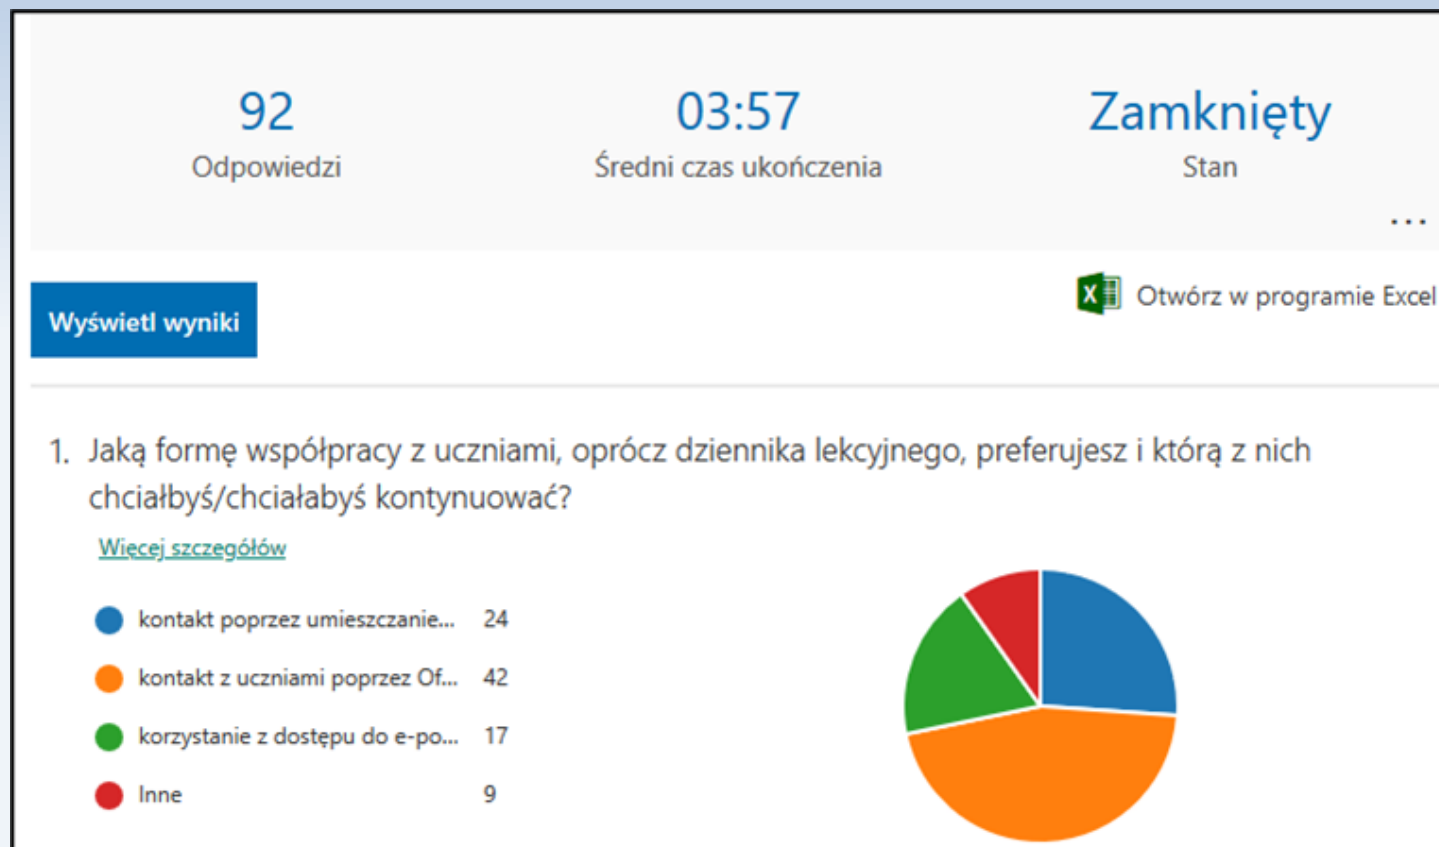 92
Odpowiedzi
03:57
Średni czas ukończenia
Zamknięty
Stan
...
Wyświetl wyniki
Otwórz w programie Excel
1. Jaką formę współpracy z uczniami, oprócz dziennika lekcyjnego, preferujesz i którą z nich
chciałbyś/chciałabyś kontynuować?
Więcej szczegółów
kontakt poprzez umieszczanie... 24
kontakt z uczniami poprzez Of... 42
korzystanie z dostępu do e-po... 17
Inne 9